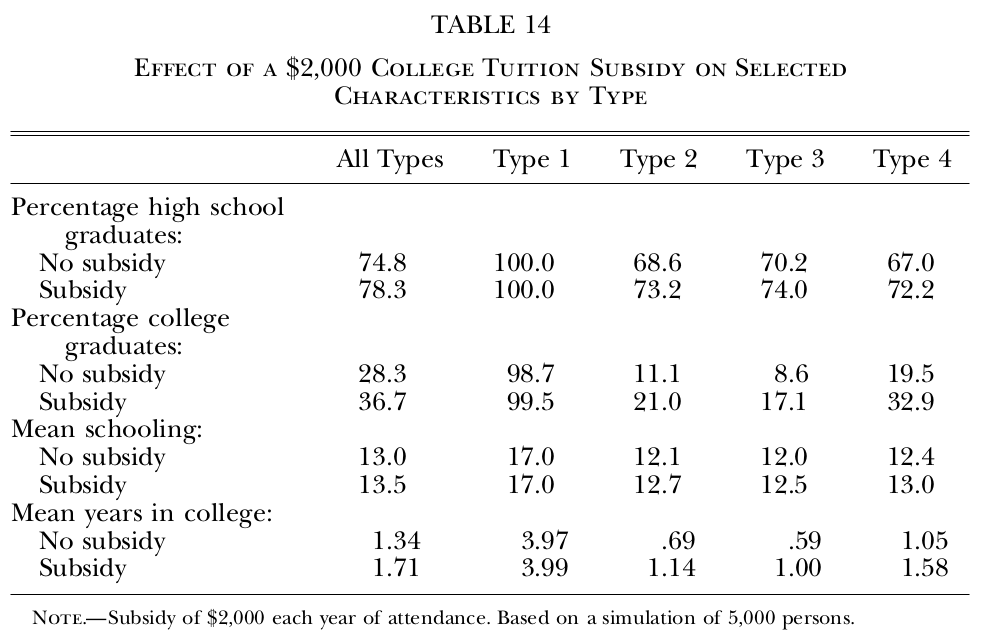 TABLE 14
EFFECT OF A $2,000 COLLEGE TUITION SUBSIDY ON SELECTED
CHARACTERISTICS BY TYPE
All Types Type 1 Type 2 Type 3 Type 4
Percentage high school
graduates:
No subsidy 74.8 100.0 68.6 70.2 67.0
Subsidy 78.3 100.0 73.2 74.0 72.2
Percentage college
graduates:
No subsidy 28.3 98.7 11.1 8.6 19.5
Subsidy 36.7 99.5 21.0 17.1 32.9
Mean schooling:
No subsidy 13.0 17.0 12.1 12.0 12.4
Subsidy 13.5 17.0 12.7 12.5 13.0
Mean years in college:
No subsidy 1.34 3.97 .69 .59 1.05
Subsidy 1.71 3.99 1.14 1.00 1.58
NOTE.—Subsidy of $2,000 each year of attendance. Based on a simulation of 5,000 persons.